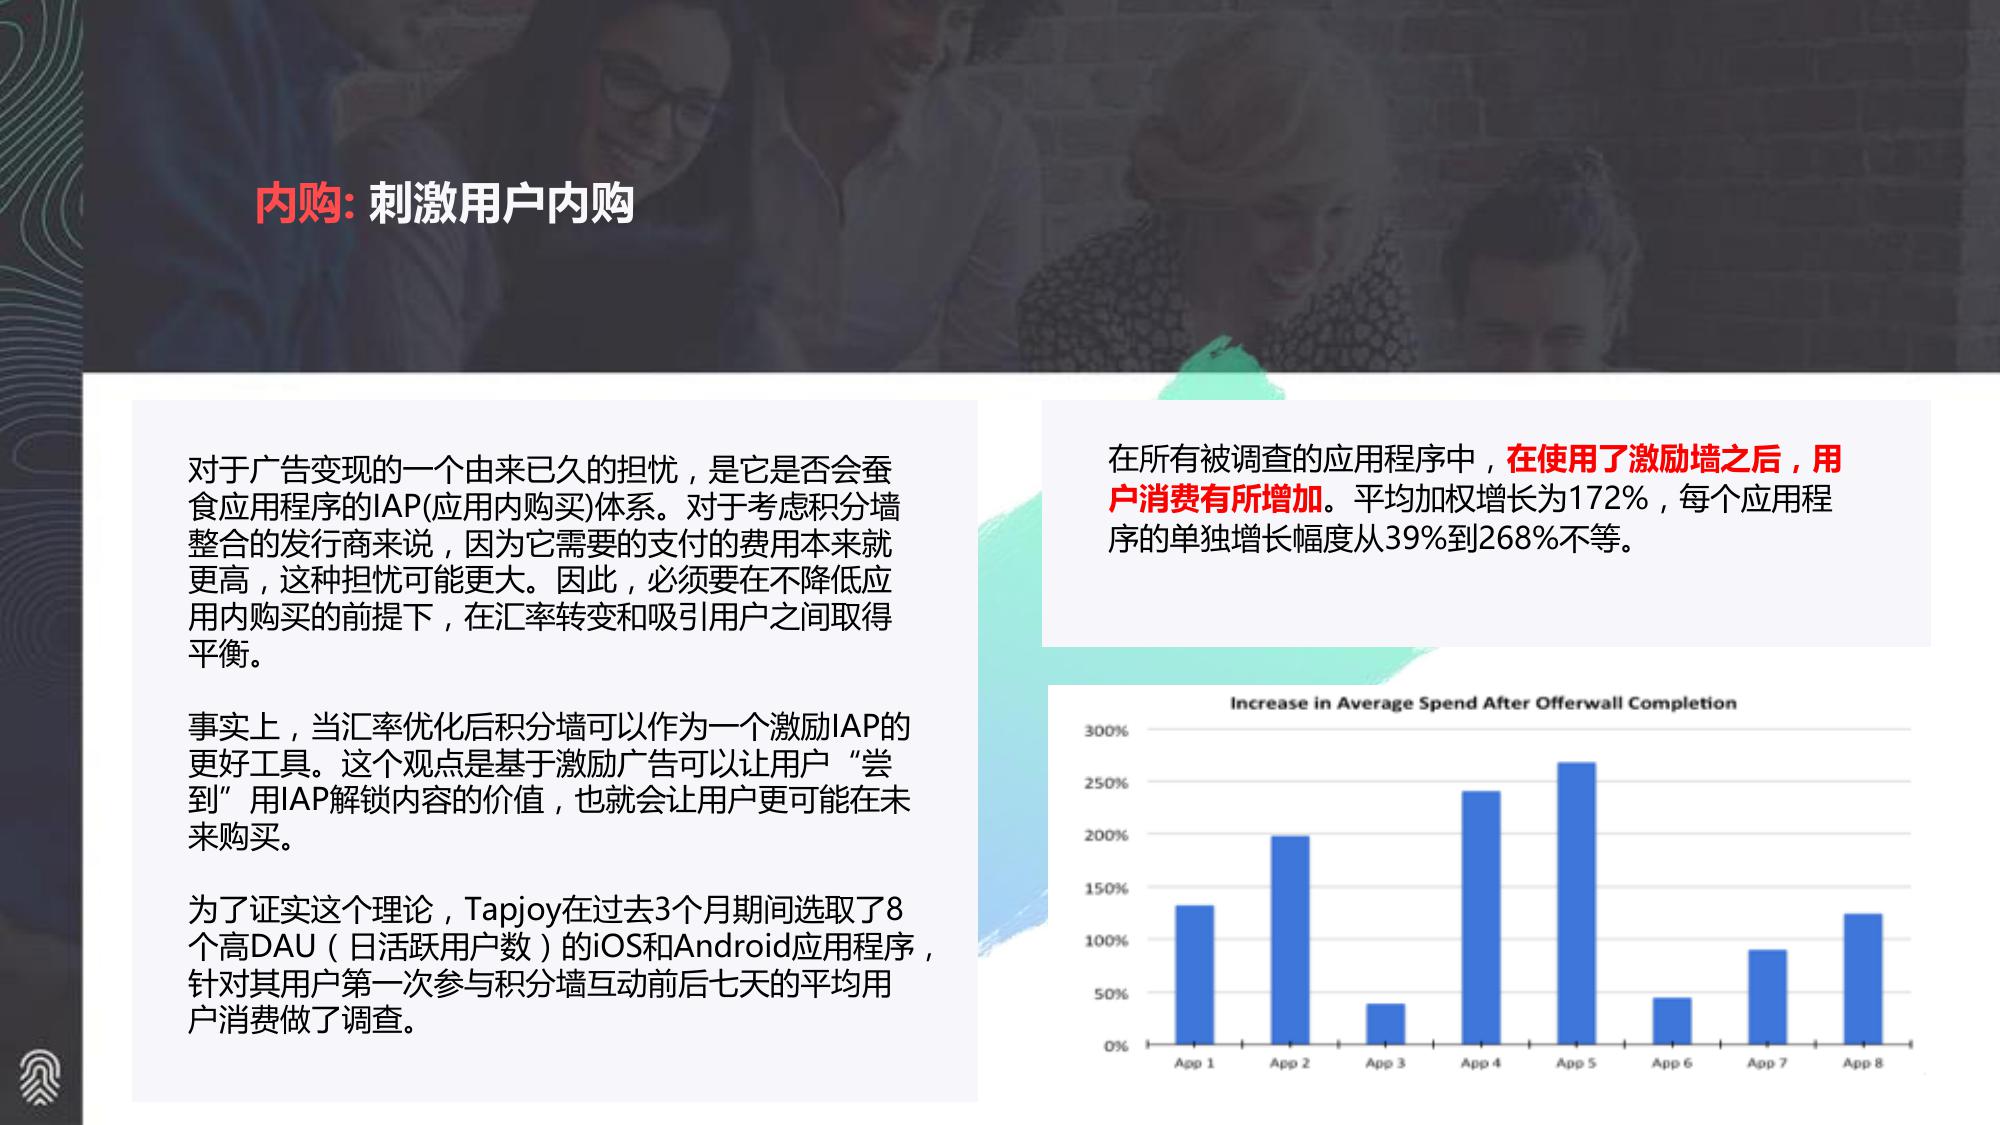 内购: 刺激用户内购
对于广告变现的一个由来已久的担忧，是它是否会蚕
食应用程序的IAP(应用内购买)体系。对于考虑积分墙
整合的发行商来说，因为它需要的支付的费用本来就
更高，这种担忧可能更大。因此，必须要在不降低应
用内购买的前提下，在汇率转变和吸引用户之间取得
平衡。
事实上，当汇率优化后积分墙可以作为一个激励IAP的
更好工具。这个观点是基于激励广告可以让用户“尝
到”用IAP解锁内容的价值，也就会让用户更可能在未
来购买。
为了证实这个理论，Tapjoy在过去3个月期间选取了8
个高DAU（日活跃用户数）的iOS和Android应用程序，
针对其用户第一次参与积分墙互动前后七天的平均用
户消费做了调查。
在所有被调查的应用程序中，在使用了激励墙之后，用
户消费有所增加。平均加权增长为172%，每个应用程
序的单独增长幅度从39%到268%不等。
Increase in Average Spend After Offerwall Completion
300%
250%
200%
150%
100%
50%
0%
App 1 App 2 App 3 App 4 App 5 App 6 App 7 App 8